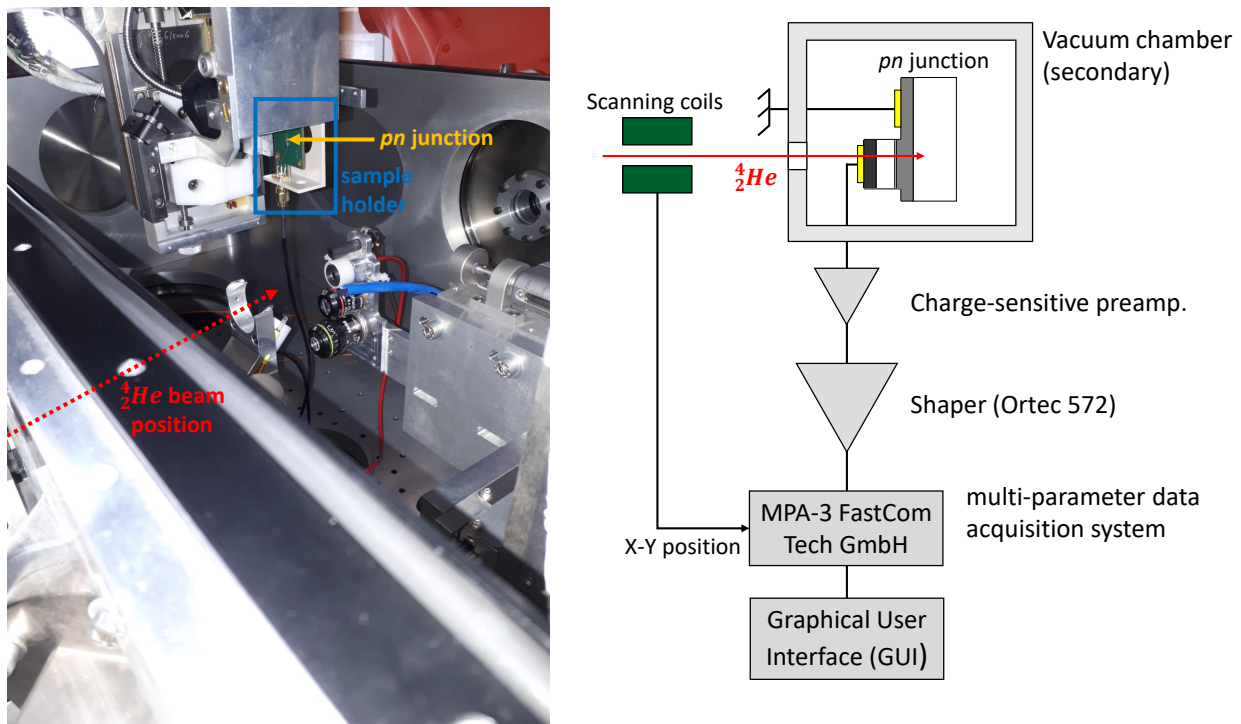 pn junction
sample
holder
⁴₂He beam
position
Vacuum chamber
(secondary)
pn junction
Scanning coils
⁴₂He
Charge-sensitive preamp.
Shaper (Ortec 572)
multi-parameter data
acquisition system
MPA-3 FastCom
Tech GmbH
X-Y position
Graphical User
Interface (GUI)